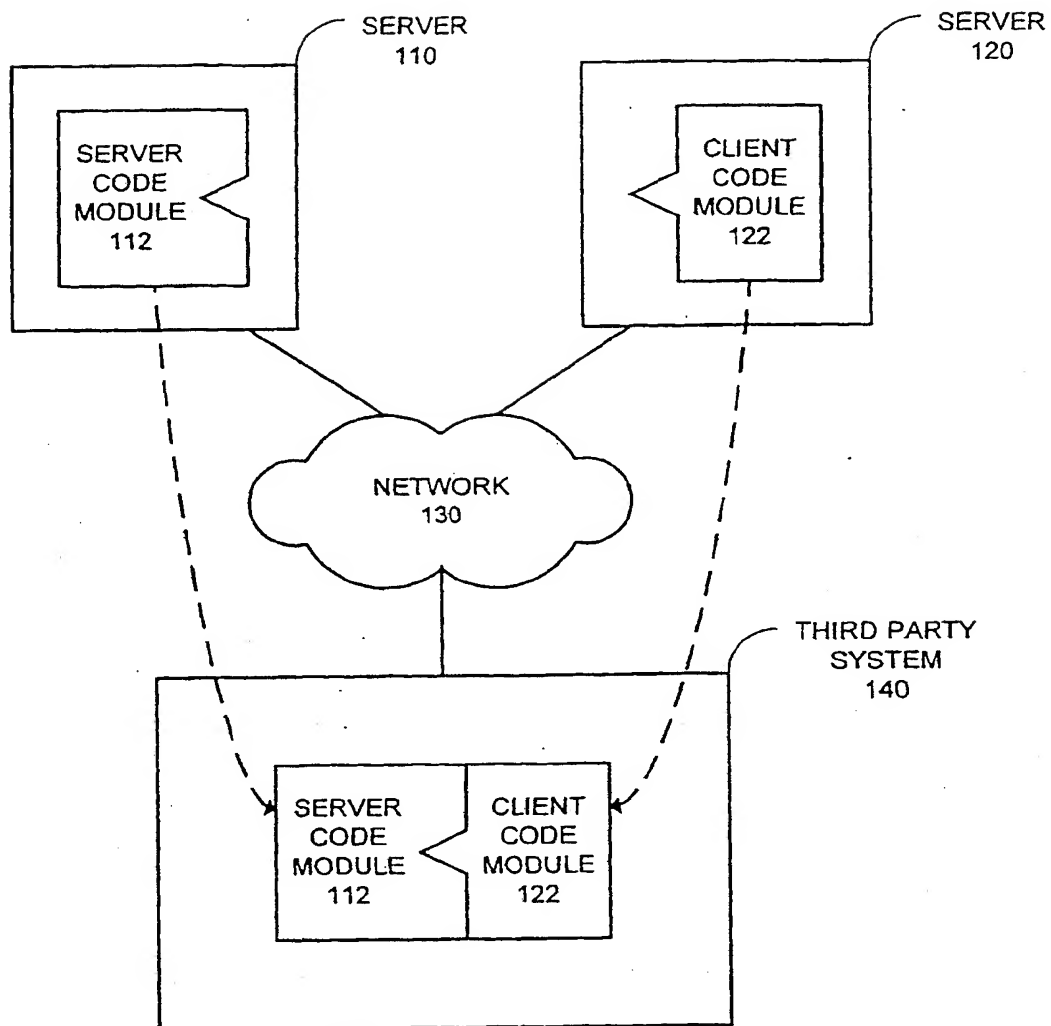 SERVER
110
SERVER
120
SERVER
CODE
MODULE
112
CLIENT
CODE
MODULE
122
NETWORK
130
THIRD PARTY
SYSTEM
140
SERVER
CODE
MODULE
112
CLIENT
CODE
MODULE
122